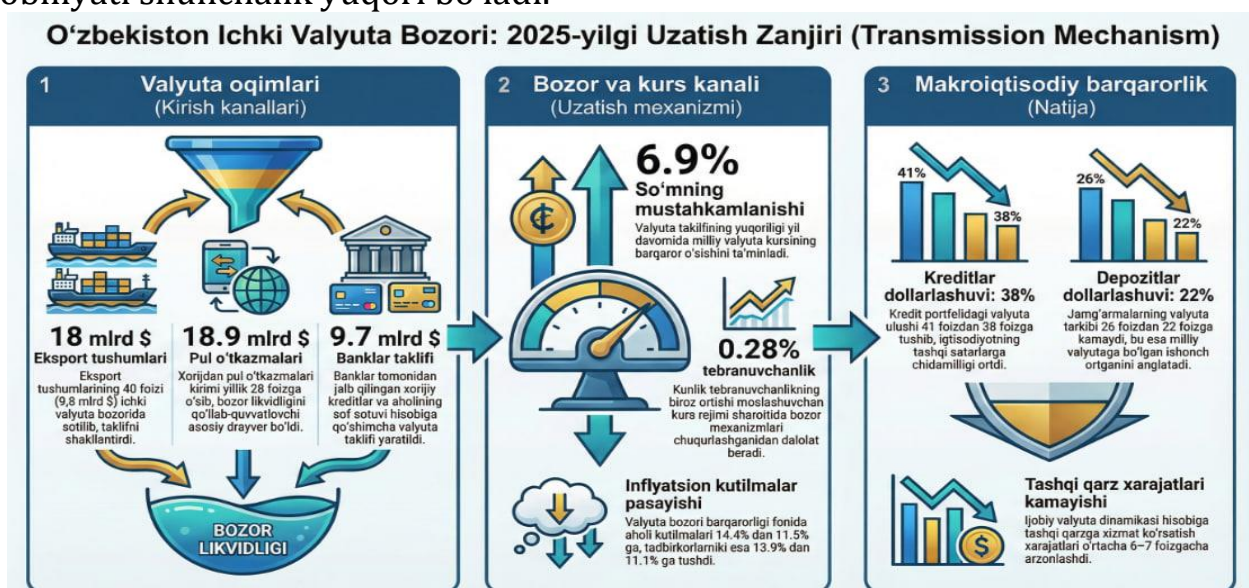 obiliyati shunchalik yuqori bo'ladi.
O'zbekiston Ichki Valyuta Bozori: 2025-yilgi Uzatish Zanjiri (Transmission Mechanism)
1
Valyuta oqimlari
(Kirish kanallari)
18 mlrd $
Eksport tushumlari
Eksport
tushumlarining 40 foizi
(9,8 mlrd $) ichki
valyuta bozorida
sotilib, taklifni
shakllantirdi.
18.9 mlrd $
Pul o'tkazmalari
Xorijdan pul o'tkazmalari
kirimi yillik 28 foizga
o'sib, bozor likvidligini
qo'llab-quvvatlovchi
asosiy drayver bo'ldi.
9.7 mlrd $
Banklar taklifi
Banklar tomonidan
jalb qilingan xorijiy
kreditlar va aholining
sof sotuvi hisobiga
qo'shimcha valyuta
taklifi yaratildi.
BOZOR
LIKVIDLIGI
2
Bozor va kurs kanali
(Uzatish mexanizmi)
6.9%
So'mning
mustahkamlanishi
Valyuta takilfining yuqoriligi yil
davomida milliy valyuta kursining
barqaror o'sishini ta'minladi.
0.28%
tebranuvchanlik
Kunlik tebranuvchanlikning
biroz ortishi moslashuvchan
kurs rejimi sharoitida bozor
mexanizmlari
chuqurlashganidan dalolat
beradi.
Inflyatsion kutilmalar
pasayishi
Valyuta bozori barqarorligi fonida
aholi kutilmalari 14.4% dan 11.5%
ga, tadbirkorlarniki esa 13.9% dan
11.1% ga tushdi.
3
Makroiqtisodiy barqarorlik
(Natija)
41%
38%
Kreditlar
dollarlashuvi: 38%
Kredit portfelidagi valyuta
ulushi 41 foizdan 38 foizga
tushib, igtisodiyotning
tashqi satarlarga
chidamliligi ortdi.
26%
22%
Depozitlar
dollarlashuvi: 22%
Jamg'armalarning valyuta
tarkibi 26 foizdan 22 foizga
kamaydi, bu esa milliy
valyutaga bo'lgan ishonch
ortganini anglatadi.
Tashqi qarz xarajatlari
kamayishi
Ijobiy valyuta dinamikasi hisobiga
tashqi qarzga xizmat ko'rsatish
xarajatlari o'rtacha 6–7 foizgacha
arzonlashdi.